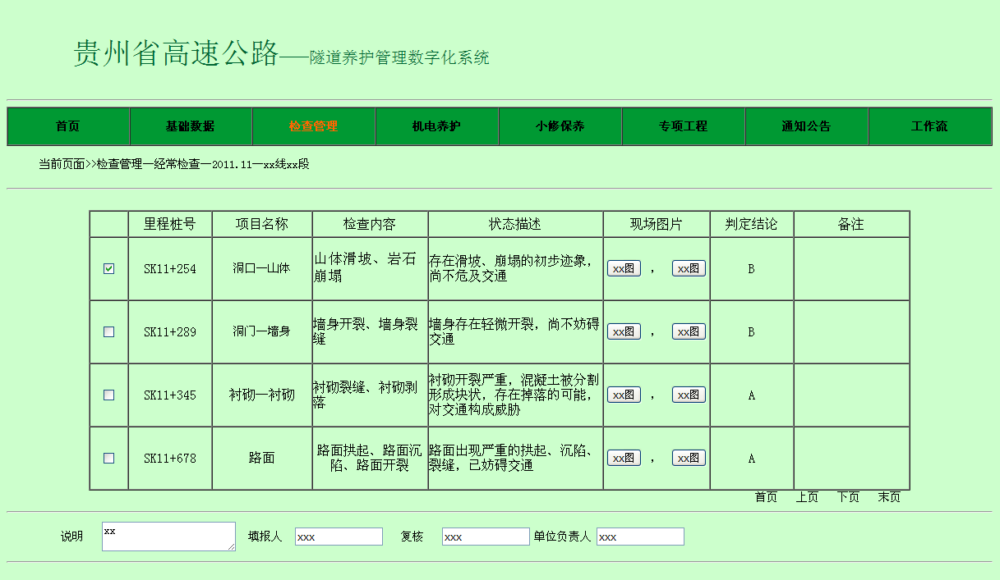 贵州省高速公路——隧道养护管理数字化系统
首页 基础数据 检查管理 机电养护 小修保养 专项工程 通知公告 工作流
当前页面>>检查管理—经常检查—2011.11—xx线xx段
里程桩号 项目名称 检查内容 状态描述 现场图片 判定结论 备注
SK11+254 洞口—山体 山体滑坡、岩石 存在滑坡、崩塌的初步迹象， xx图 ， xx图 B
崩塌 尚不危及交通
SK11+289 洞门—墙身 墙身开裂、墙身裂 墙身存在轻微开裂，尚不妨碍 xx图 ， xx图 B
缝 交通
SK11+345 衬砌—衬砌 衬砌裂缝、衬砌剥 衬砌开裂严重，混凝土被分割 xx图 ， xx图 A
落 形成块状，存在掉落的可能，
对交通构成威胁
SK11+678 路面 路面拱起、路面沉 路面出现严重的拱起、沉陷、 xx图 ， xx图 A
陷、路面开裂 裂缝，已妨碍交通
首页 上页 下页 末页
说明 xx 填报人 xxx 复核 xxx 单位负责人 xxx